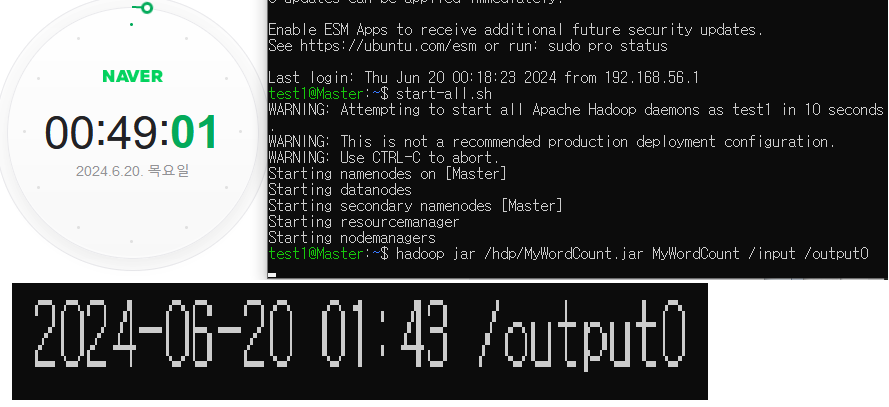 NAVER
00:49:01
2024.6.20. 목요일
updates can be applied immediately.
Enable ESM Apps to receive additional future security updates.
See https://ubuntu.com/esm or run: sudo pro status
Last login: Thu Jun 20 00:18:23 2024 from 192.168.56.1
test1@Master:~$ start-all.sh
WARNING: Attempting to start all Apache Hadoop daemons as test1 in 10 seconds
.
WARNING: This is not a recommended production deployment configuration.
WARNING: Use CTRL-C to abort.
Starting namenodes on [Master]
Starting datanodes
Starting secondary namenodes [Master]
Starting resourcemanager
Starting nodemanagers
test1@Master:~$ hadoop jar /hdp/MyWordCount.jar MyWordCount /input /output0
2024-06-20 01:43 /output0